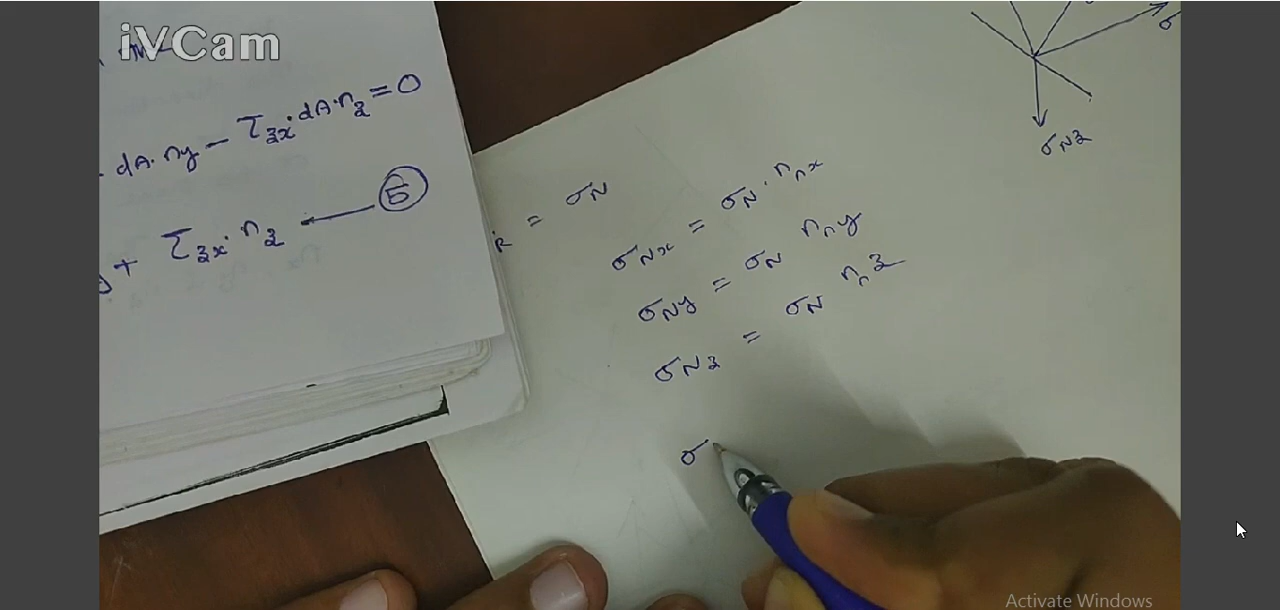 iVCam
dA·ny − τzx·dA·nz = 0
+ τzx·nz ← 5
= σN
σNx = σN·nnx
σNy = σN nny
σNz = σN nnz
σ
σ
σNz
Activate Windows